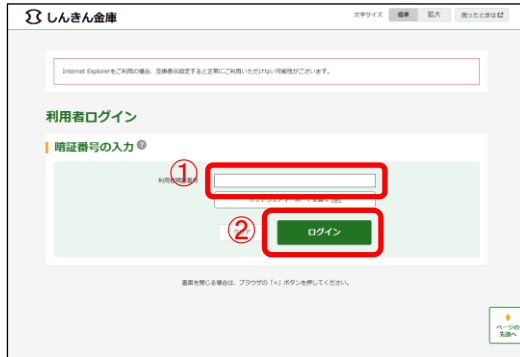 しんきん金庫
文字サイズ 標準 拡大 困ったときは
Internet Explorerをご利用の場合、互換表示設定すると正常にご利用いただけない可能性がございます。
利用者ログイン
暗証番号の入力 ?
①
②
ログイン
画面を閉じる場合は、ブラウザの「×」ボタンを押してください。
ページの
先頭へ